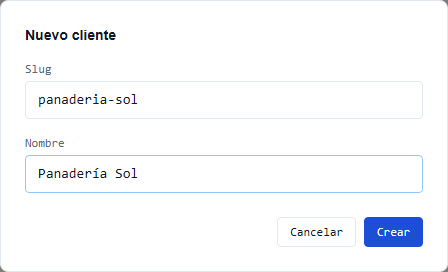 Nuevo cliente
Slug
panaderia-sol
Nombre
Panadería Sol
Cancelar
Crear